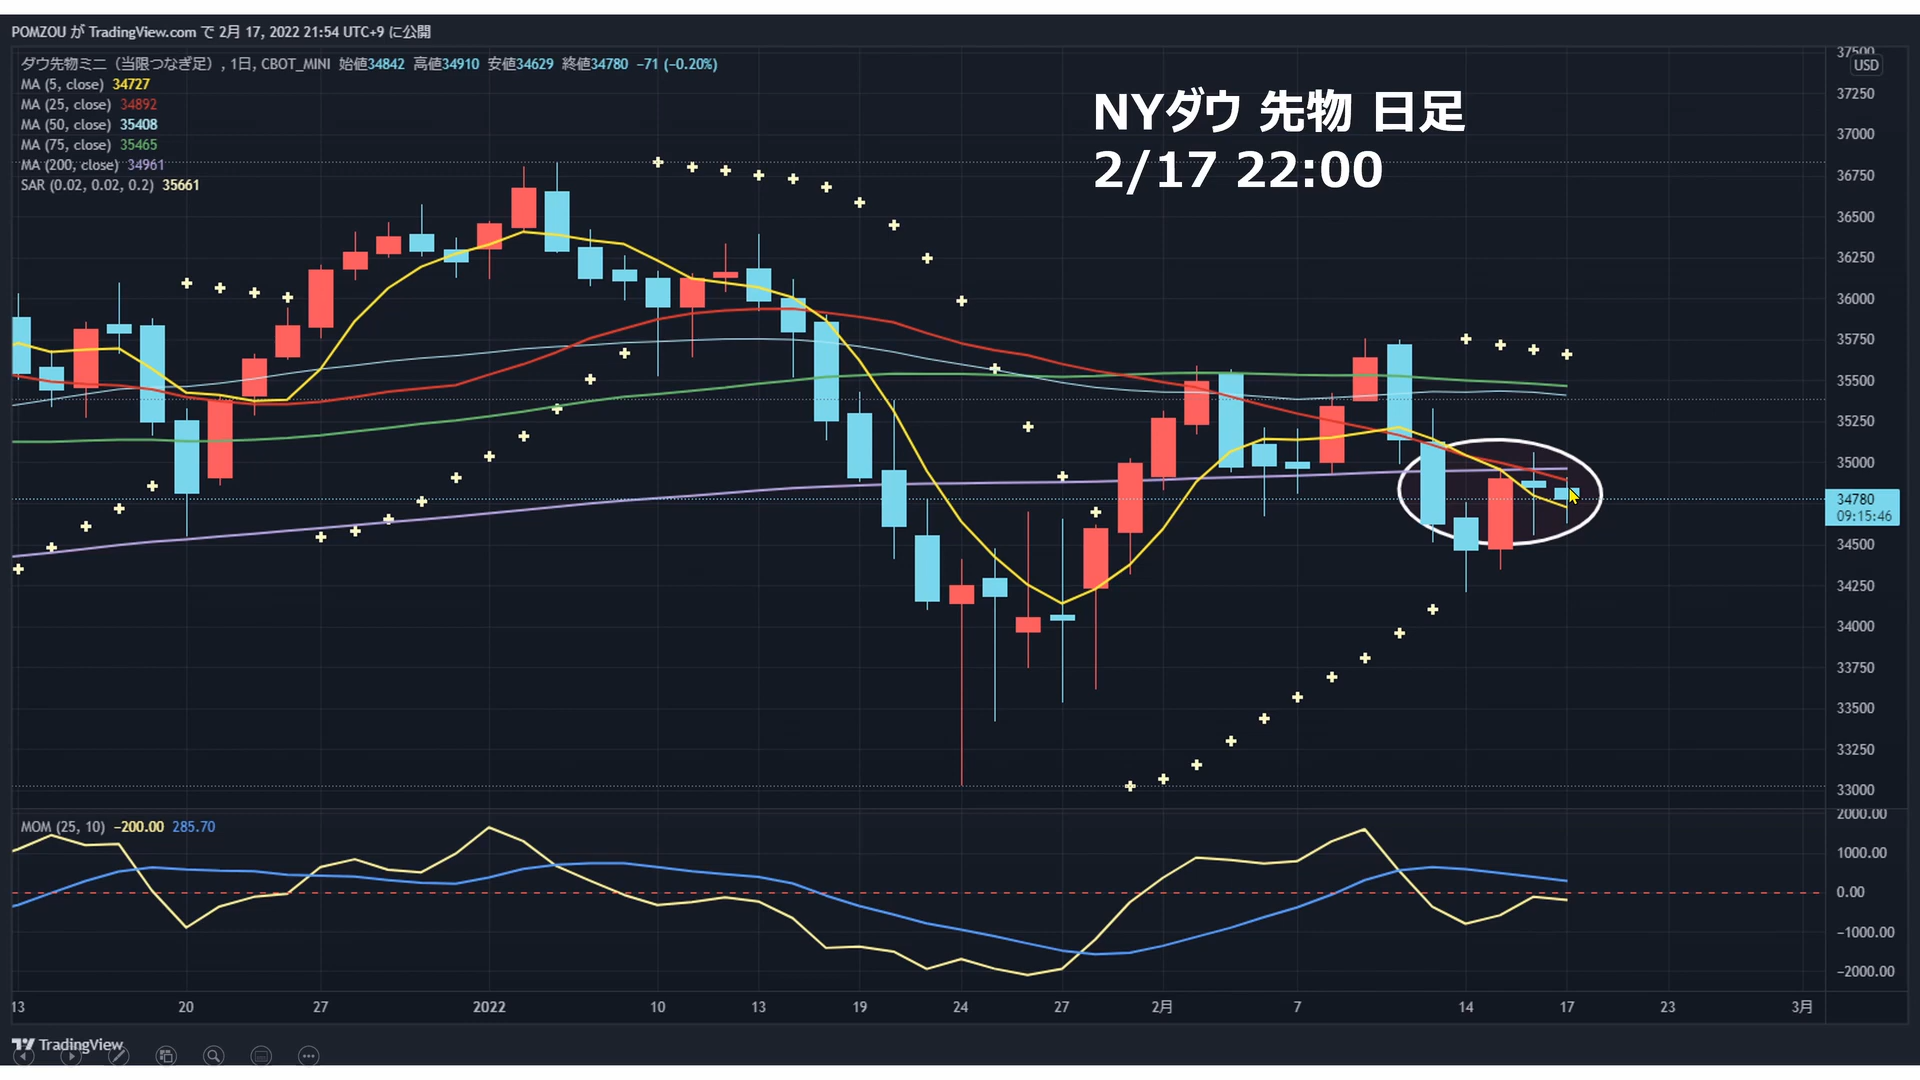 POMZOU が TradingView.com で 2月 17, 2022 21:54 UTC+9 に公開
ダウ先物ミニ（当限つなぎ足）, 1日, CBOT_MINI 始値34842 高値34910 安値34629 終値34780 −71 (−0.20%)
MA (5, close) 34727
MA (25, close) 34892
MA (50, close) 35408
MA (75, close) 35465
MA (200, close) 34961
SAR (0.02, 0.02, 0.2) 35661
NYダウ 先物 日足
2/17 22:00
37500
USD
37250
37000
36750
36500
36250
36000
35750
35500
35250
35000
34780
09:15:46
34500
34250
34000
33750
33500
33250
33000
MOM (25, 10) −200.00 285.70
2000.00
1000.00
0.00
−1000.00
−2000.00
13 20 27 2022 10 13 19 24 27 2月 7 14 17 23 3月
TradingView